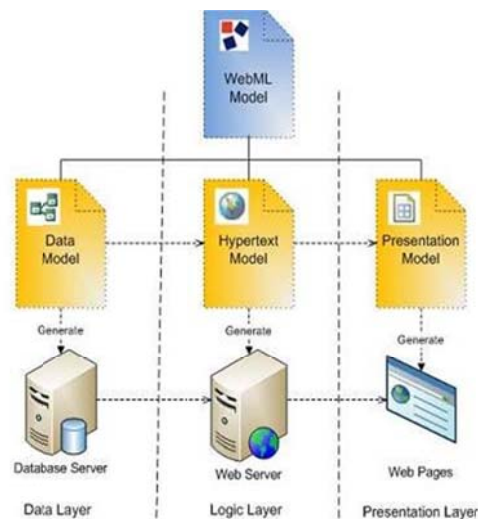 WebML
Model
Data
Model
Hypertext
Model
Presentation
Model
Generate
Generate
Generate
Database Server
Web Server
Web Pages
Data Layer
Logic Layer
Presentation Layer